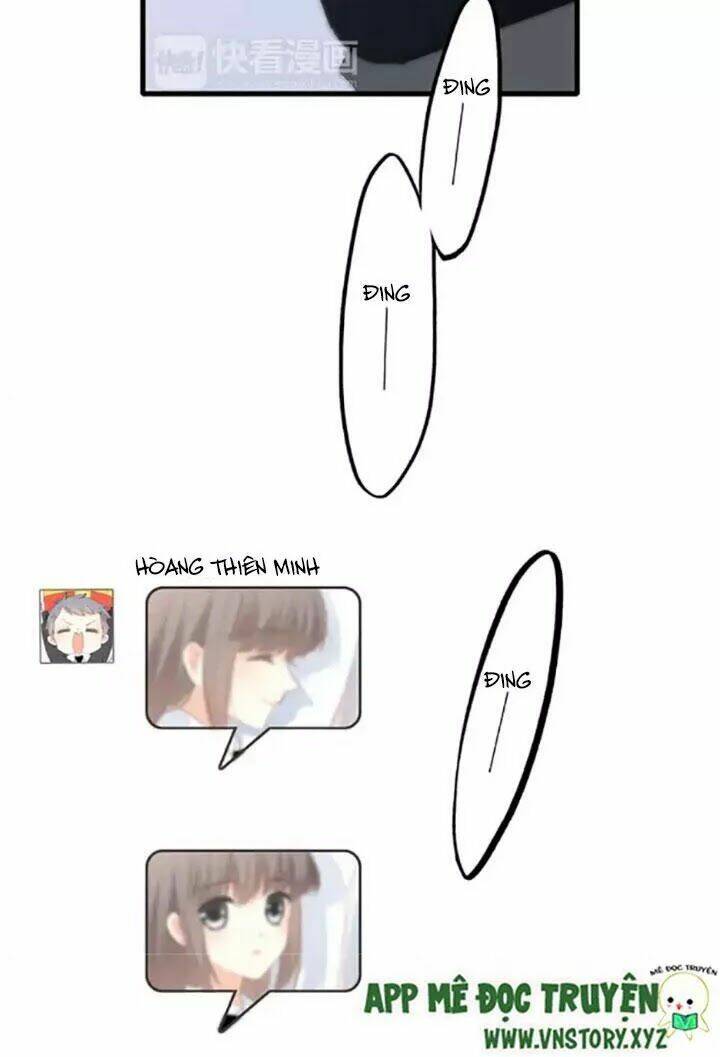 快看漫画
ĐING
ĐING
HOÀNG THIÊN MINH
ĐING
MÊ ĐỌC TRUYỆN
APP MÊ ĐỌC TRUYỆN
WWW.VNSTORY.XYZ